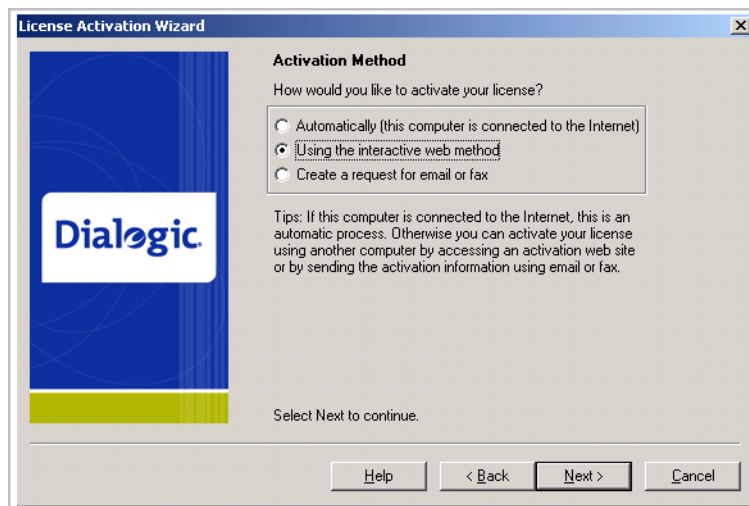 License Activation Wizard
Activation Method
How would you like to activate your license?
Automatically (this computer is connected to the Internet)
Using the interactive web method
Create a request for email or fax
Dialogic.
Tips: If this computer is connected to the Internet, this is an
automatic process. Otherwise you can activate your license
using another computer by accessing an activation web site
or by sending the activation information using email or fax.
Select Next to continue.
Help
< Back
Next >
Cancel